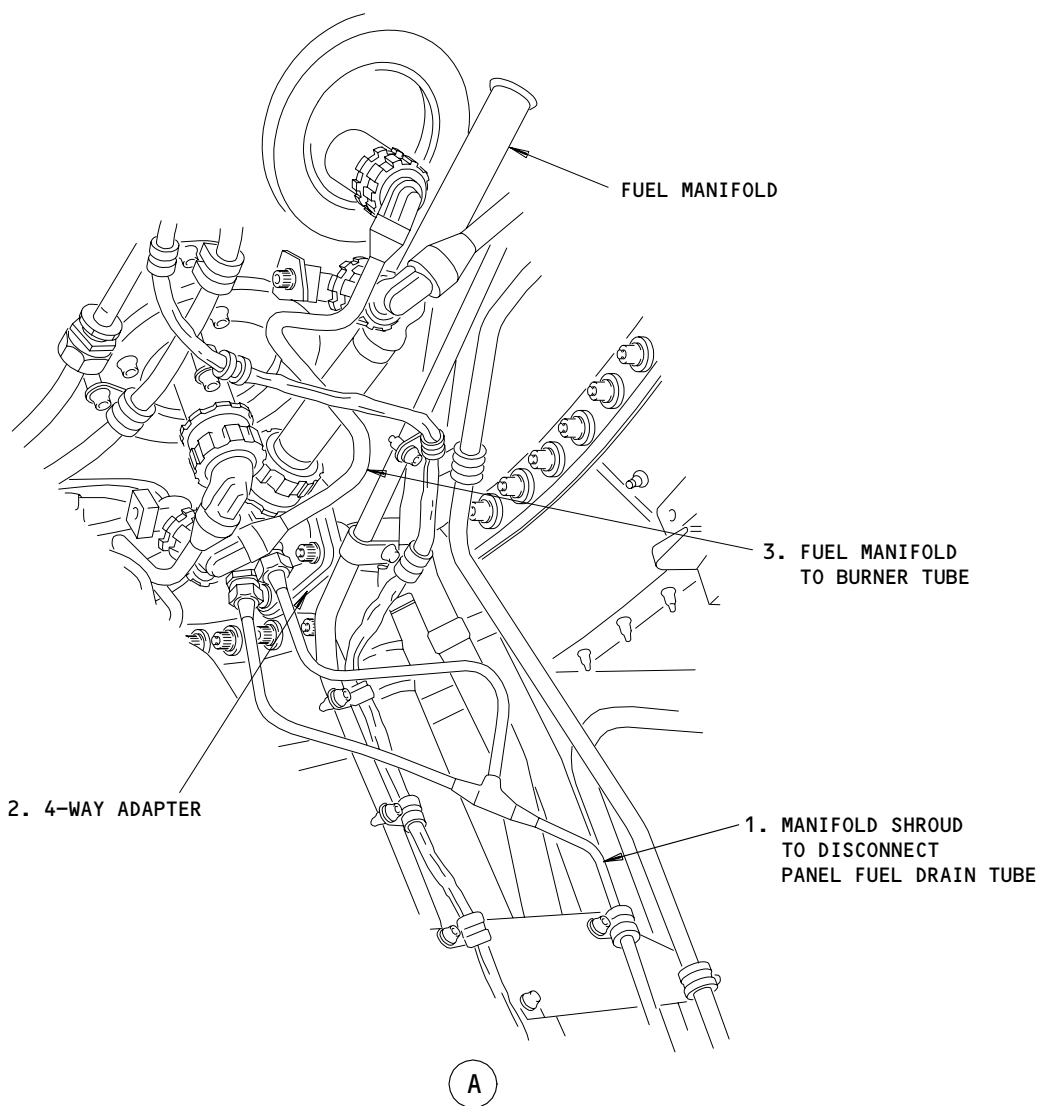 FUEL MANIFOLD
3. FUEL MANIFOLD
TO BURNER TUBE
2. 4-WAY ADAPTER
1. MANIFOLD SHROUD
TO DISCONNECT
PANEL FUEL DRAIN TUBE
A